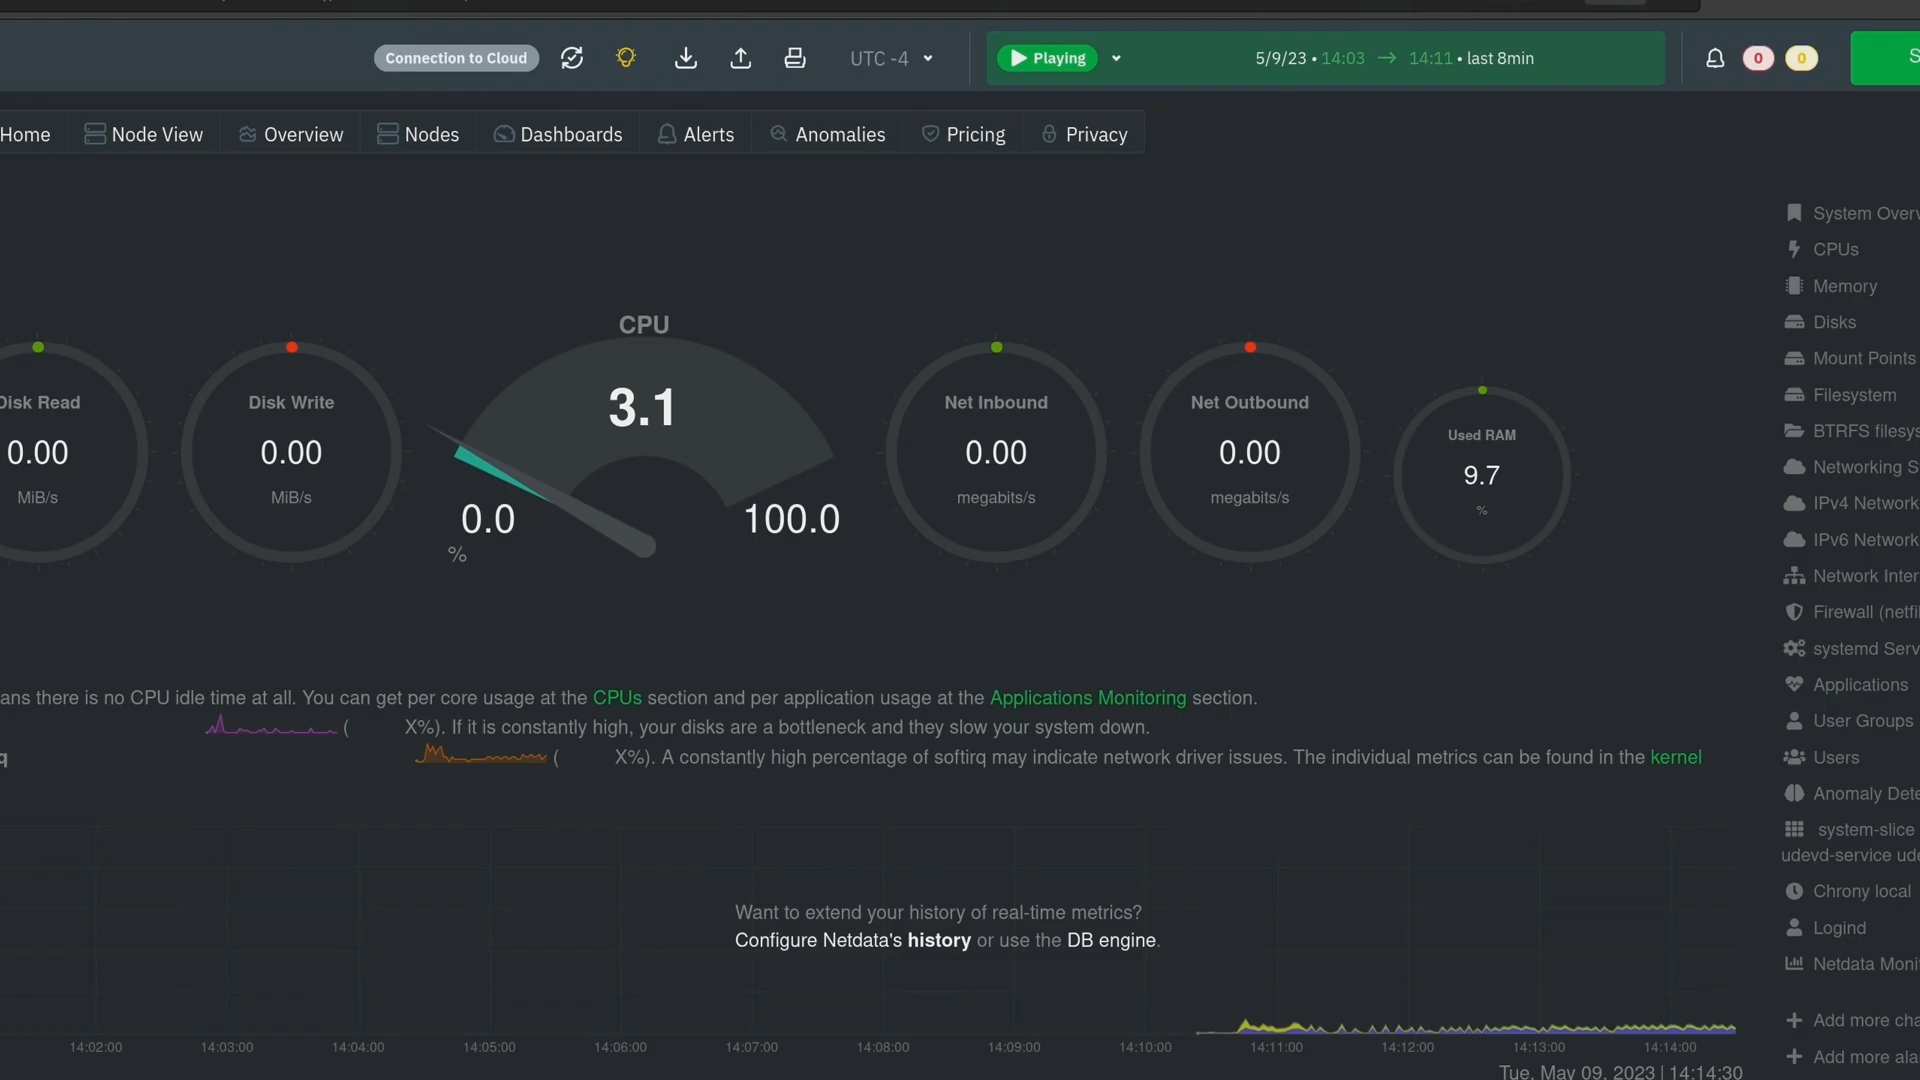 Connection to Cloud
UTC -4
Playing
5/9/23 • 14:03 → 14:11 • last 8min
0
0
Home
Node View
Overview
Nodes
Dashboards
Alerts
Anomalies
Pricing
Privacy
Disk Read
0.00
MiB/s
Disk Write
0.00
MiB/s
CPU
3.1
0.0
100.0
%
Net Inbound
0.00
megabits/s
Net Outbound
0.00
megabits/s
Used RAM
9.7
%
ans there is no CPU idle time at all. You can get per core usage at the CPUs section and per application usage at the Applications Monitoring section.
( X%). If it is constantly high, your disks are a bottleneck and they slow your system down.
q ( X%). A constantly high percentage of softirq may indicate network driver issues. The individual metrics can be found in the kernel
Want to extend your history of real-time metrics?
Configure Netdata's history or use the DB engine.
14:02:00 14:03:00 14:04:00 14:05:00 14:06:00 14:07:00 14:08:00 14:09:00 14:10:00 14:11:00 14:12:00 14:13:00 14:14:00
Tue, May 09, 2023 | 14:14:30
System Overv
CPUs
Memory
Disks
Mount Points
Filesystem
BTRFS filesys
Networking S
IPv4 Network
IPv6 Network
Network Inter
Firewall (netfil
systemd Serv
Applications
User Groups
Users
Anomaly Dete
system-slice
udevd-service ude
Chrony local
Logind
Netdata Moni
Add more cha
Add more ala